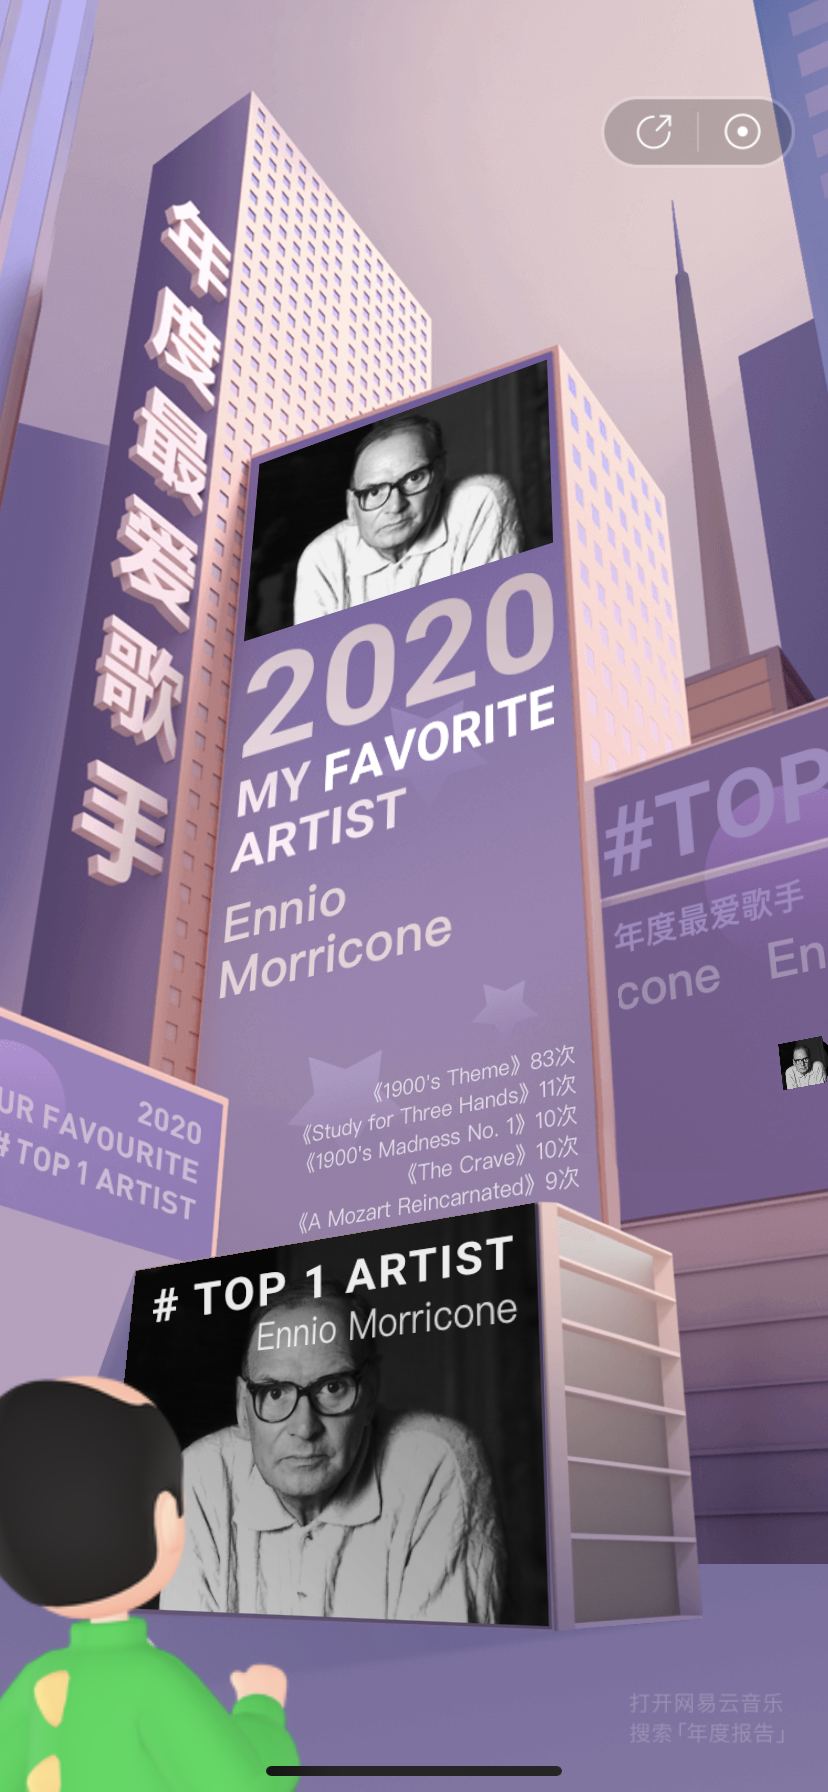 年度最爱歌手
2020
MY FAVORITE
ARTIST
Ennio
Morricone
《1900's Theme》 83次
《Study for Three Hands》 11次
《1900's Madness No. 1》 10次
《The Crave》 10次
《A Mozart Reincarnated》 9次
#TOP
年度最爱歌手
cone En
2020
UR FAVOURITE
# TOP 1 ARTIST
# TOP 1 ARTIST
Ennio Morricone
打开网易云音乐
搜索「年度报告」